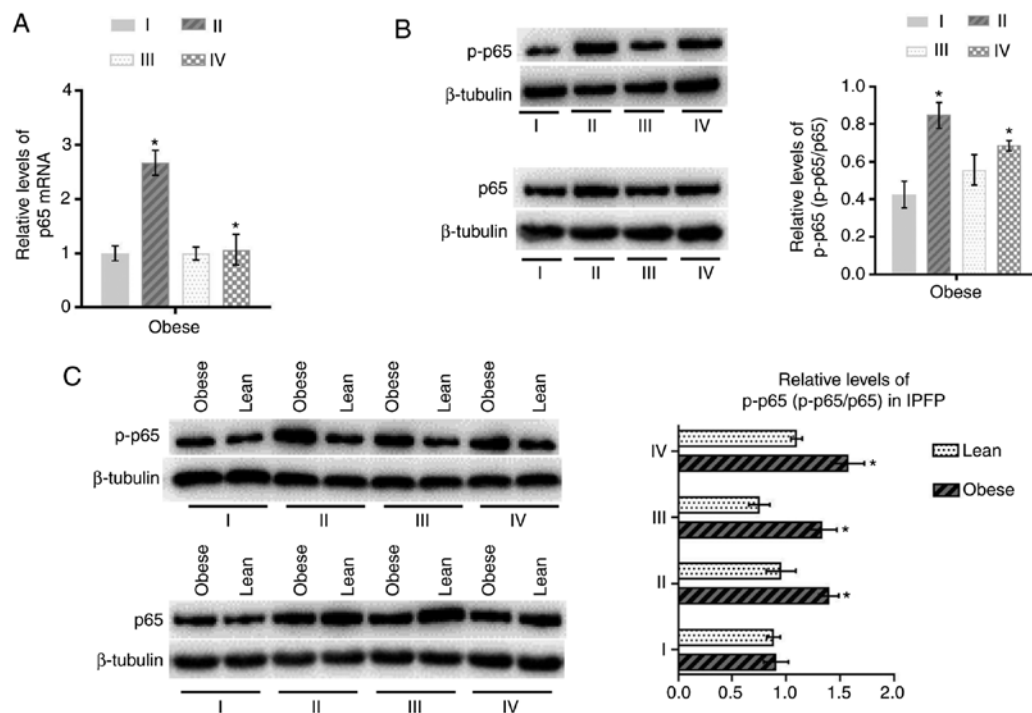 A
I
II
III
IV
Relative levels of
p65 mRNA
4
3
2
1
0
*
*
Obese
B
p-p65
β-tubulin
I II III IV
p65
β-tubulin
I II III IV
I
II
III
IV
Relative levels of
p-p65 (p-p65/p65)
1.0
0.8
0.6
0.4
0.2
0.0
*
*
Obese
C
Obese Lean Obese Lean Obese Lean Obese Lean
p-p65
β-tubulin
I II III IV
Obese Lean Obese Lean Obese Lean Obese Lean
p65
β-tubulin
I II III IV
Relative levels of
p-p65 (p-p65/p65) in IPFP
IV
*
III
*
II
*
I
0.0 0.5 1.0 1.5 2.0
Lean
Obese